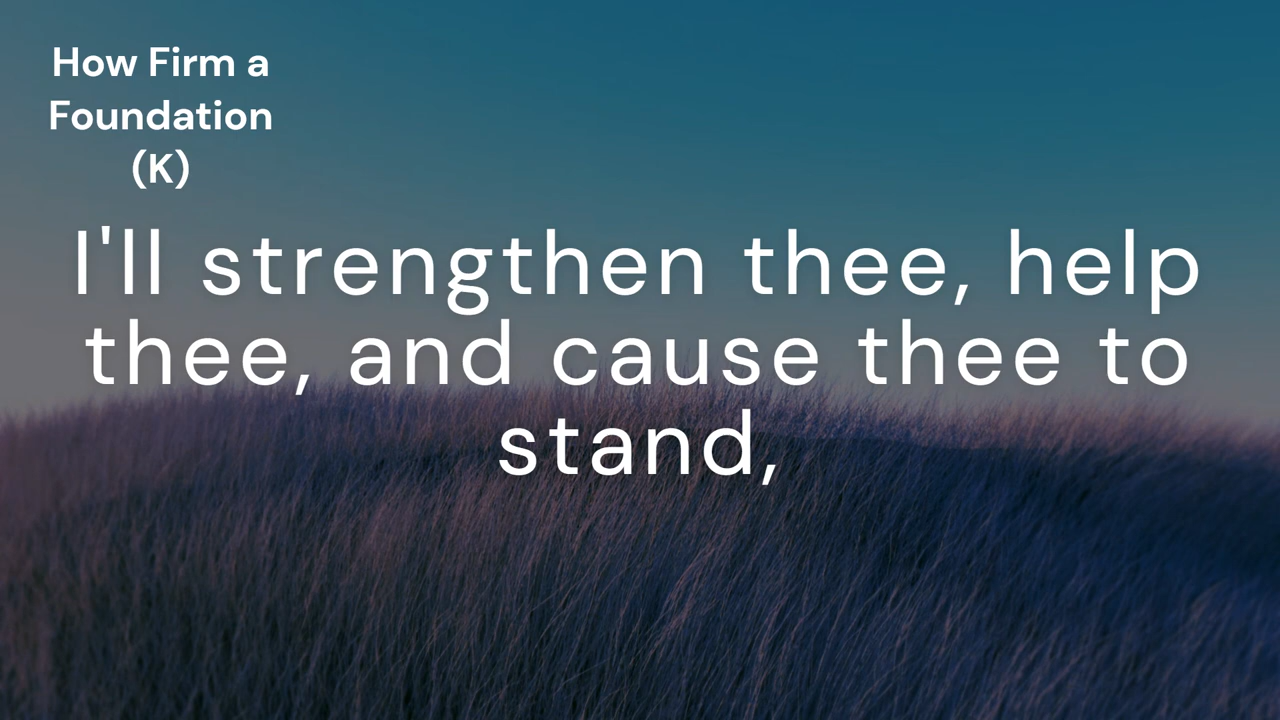 How Firm a
Foundation
(K)
I'll strengthen thee, help
thee, and cause thee to
stand,